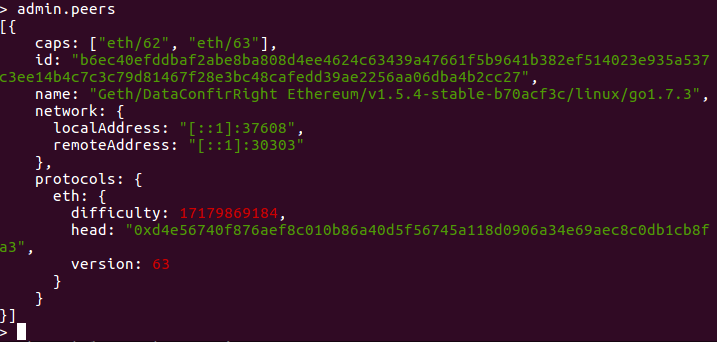 > admin.peers
[{
caps: ["eth/62", "eth/63"],
id: "b6ec40efddbaf2abe8ba808d4ee4624c63439a47661f5b9641b382ef514023e935a537
c3ee14b4c7c3c79d81467f28e3bc48cafedd39ae2256aa06dba4b2cc27",
name: "Geth/DataConfirRight Ethereum/v1.5.4-stable-b70acf3c/linux/go1.7.3",
network: {
localAddress: "[::1]:37608",
remoteAddress: "[::1]:30303"
},
protocols: {
eth: {
difficulty: 17179869184,
head: "0xd4e56740f876aef8c010b86a40d5f56745a118d0906a34e69aec8c0db1cb8f
a3",
version: 63
}
}
}]
>